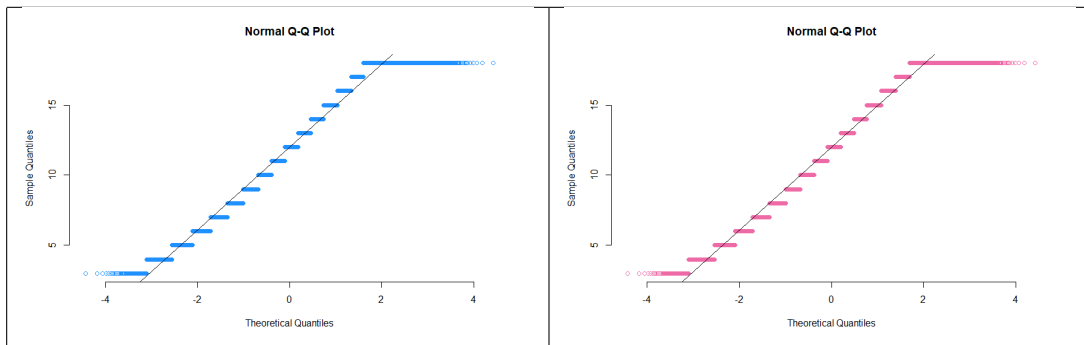 Normal Q-Q Plot
15
10
5
Sample Quantiles
-4 -2 0 2 4
Theoretical Quantiles
Normal Q-Q Plot
15
10
5
Sample Quantiles
-4 -2 0 2 4
Theoretical Quantiles